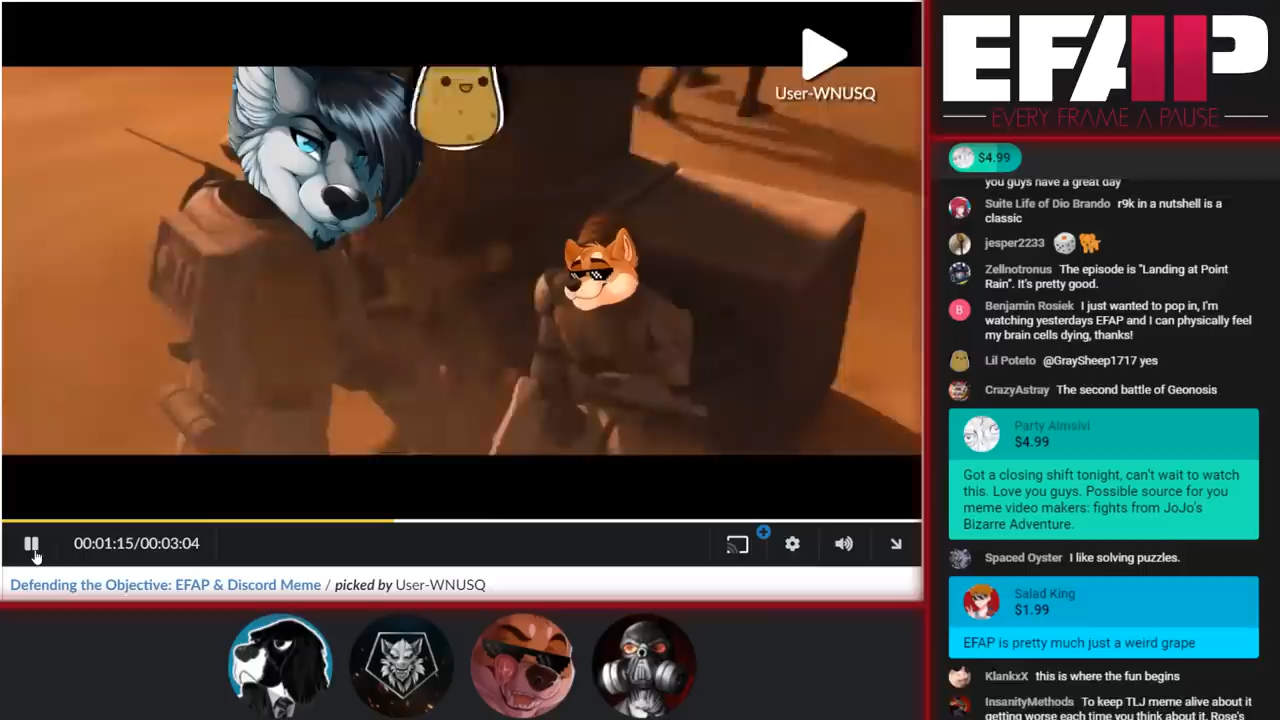 User-WNUSQ
EFAP
EVERY FRAME A PAUSE
$4.99
you guys have a great day
Suite Life of Dio Brando r9k in a nutshell is a
classic
jesper2233
Zellnotronus The episode is "Landing at Point
Rain". It's pretty good.
B
Benjamin Rosiek I just wanted to pop in, I'm
watching yesterdays EFAP and I can physically feel
my brain cells dying, thanks!
Lil Poteto @GraySheep1717 yes
CrazyAstray The second battle of Geonosis
Party Almsivi
$4.99
Got a closing shift tonight, can't wait to watch
this. Love you guys. Possible source for you
meme video makers: fights from JoJo's
Bizarre Adventure.
Spaced Oyster I like solving puzzles.
Salad King
$1.99
EFAP is pretty much just a weird grape
KlankxX this is where the fun begins
InsanityMethods To keep TLJ meme alive about it
getting worse each time you think about it, Rose's
00:01:15/00:03:04
Defending the Objective: EFAP & Discord Meme / picked by User-WNUSQ